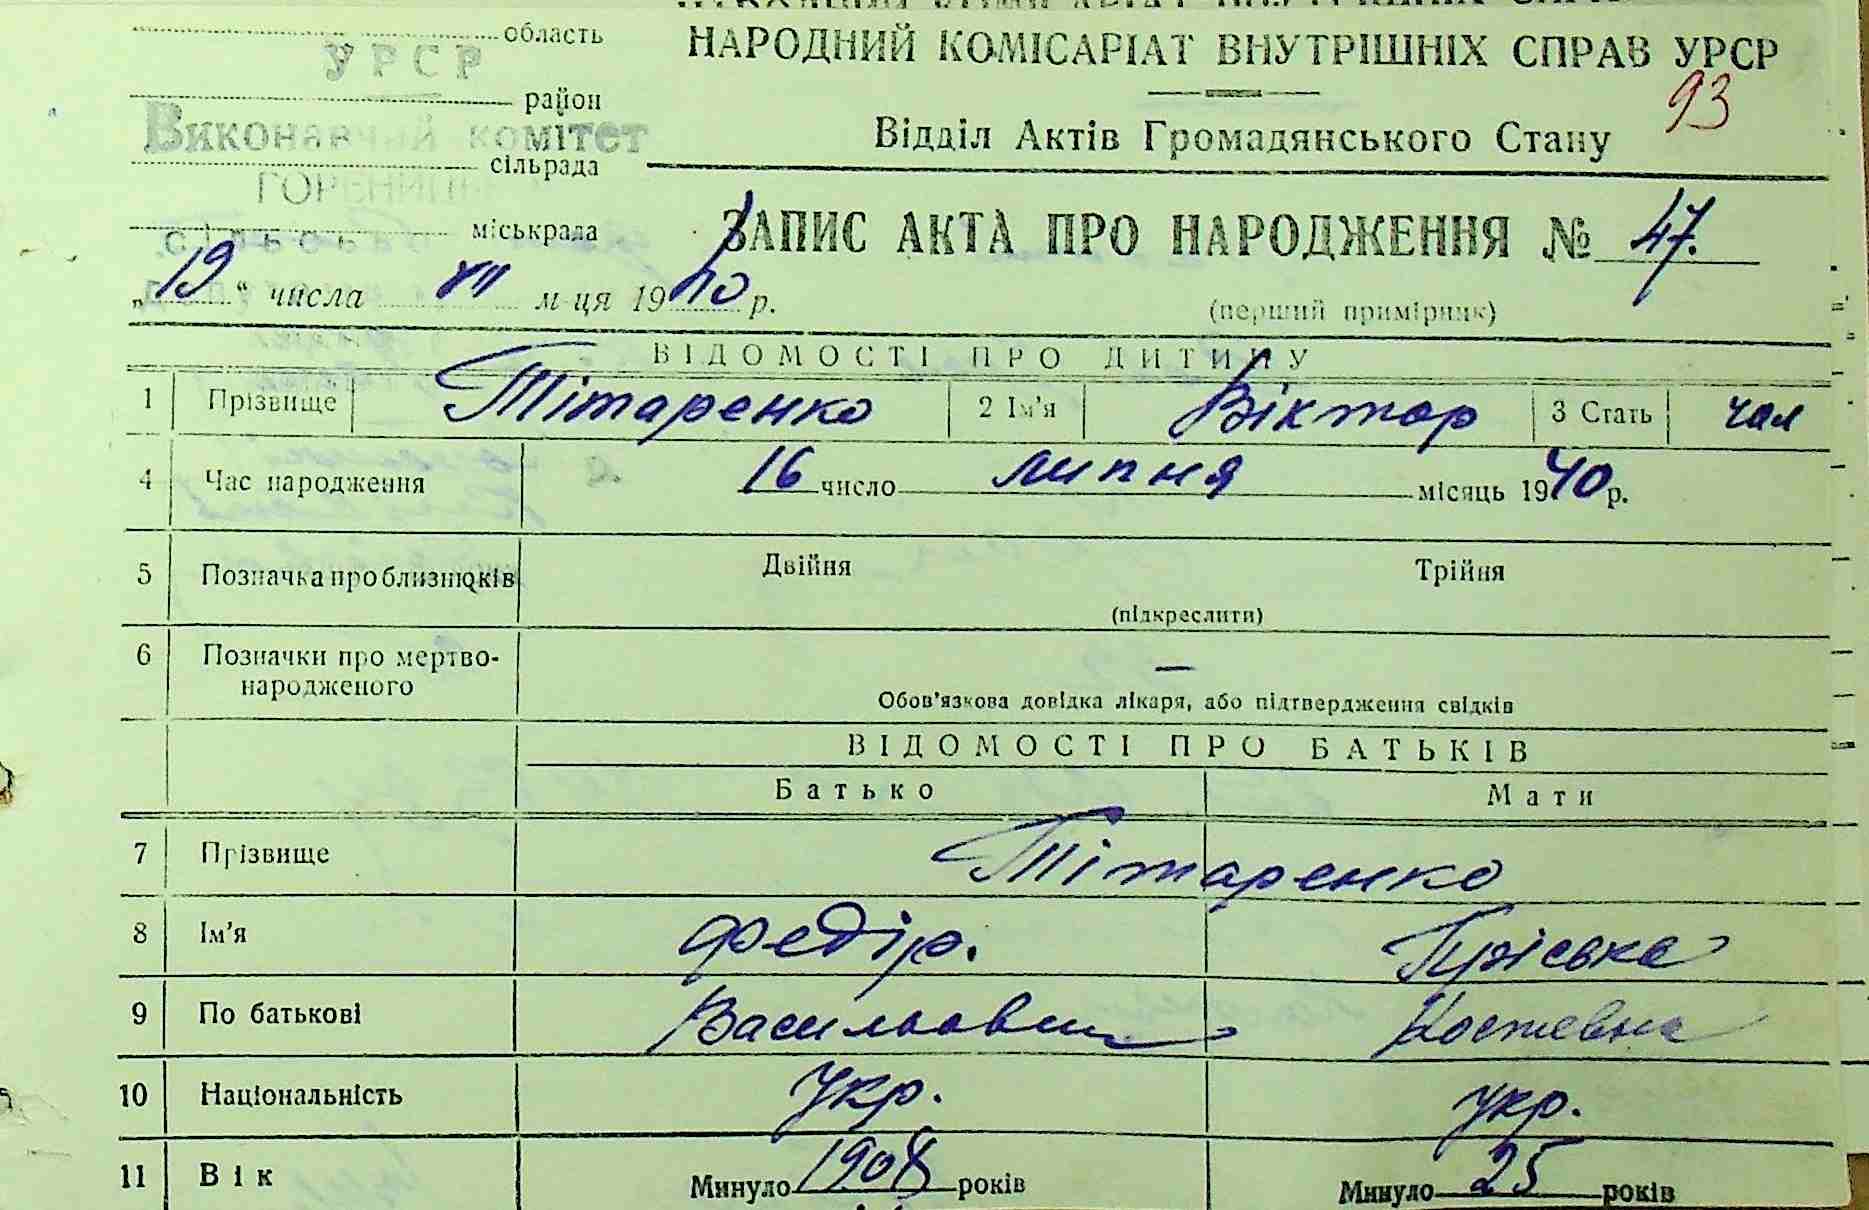 область
НАРОДНИЙ КОМІСАРІАТ ВНУТРІШНІХ СПРАВ УРСР
УРСР
район
93
Виконавчий комітет
Відділ Актів Громадянського Стану
сільрада
міськрада
ЗАПИС АКТА ПРО НАРОДЖЕННЯ № 47.
„19“ числа VII м-ця 1940 р.
(перший примірник)
ВІДОМОСТІ ПРО ДИТИНУ
1 Прізвище Тітаренко 2 Ім'я Віктор 3 Стать чол
4 Час народження 16 число липня місяць 1940 р.
5 Позначка про близнюків Двійня Трійня
(підкреслити)
6 Позначки про мертво-
народженого —
Обов'язкова довідка лікаря, або підтвердження свідків
ВІДОМОСТІ ПРО БАТЬКІВ
Батько Мати
7 Прізвище Тітаренко
8 Ім'я Федір. Пріська
9 По батькові Васильович Костевна
10 Національність Укр. укр.
11 Вік Минуло 1908 років Минуло 25 років